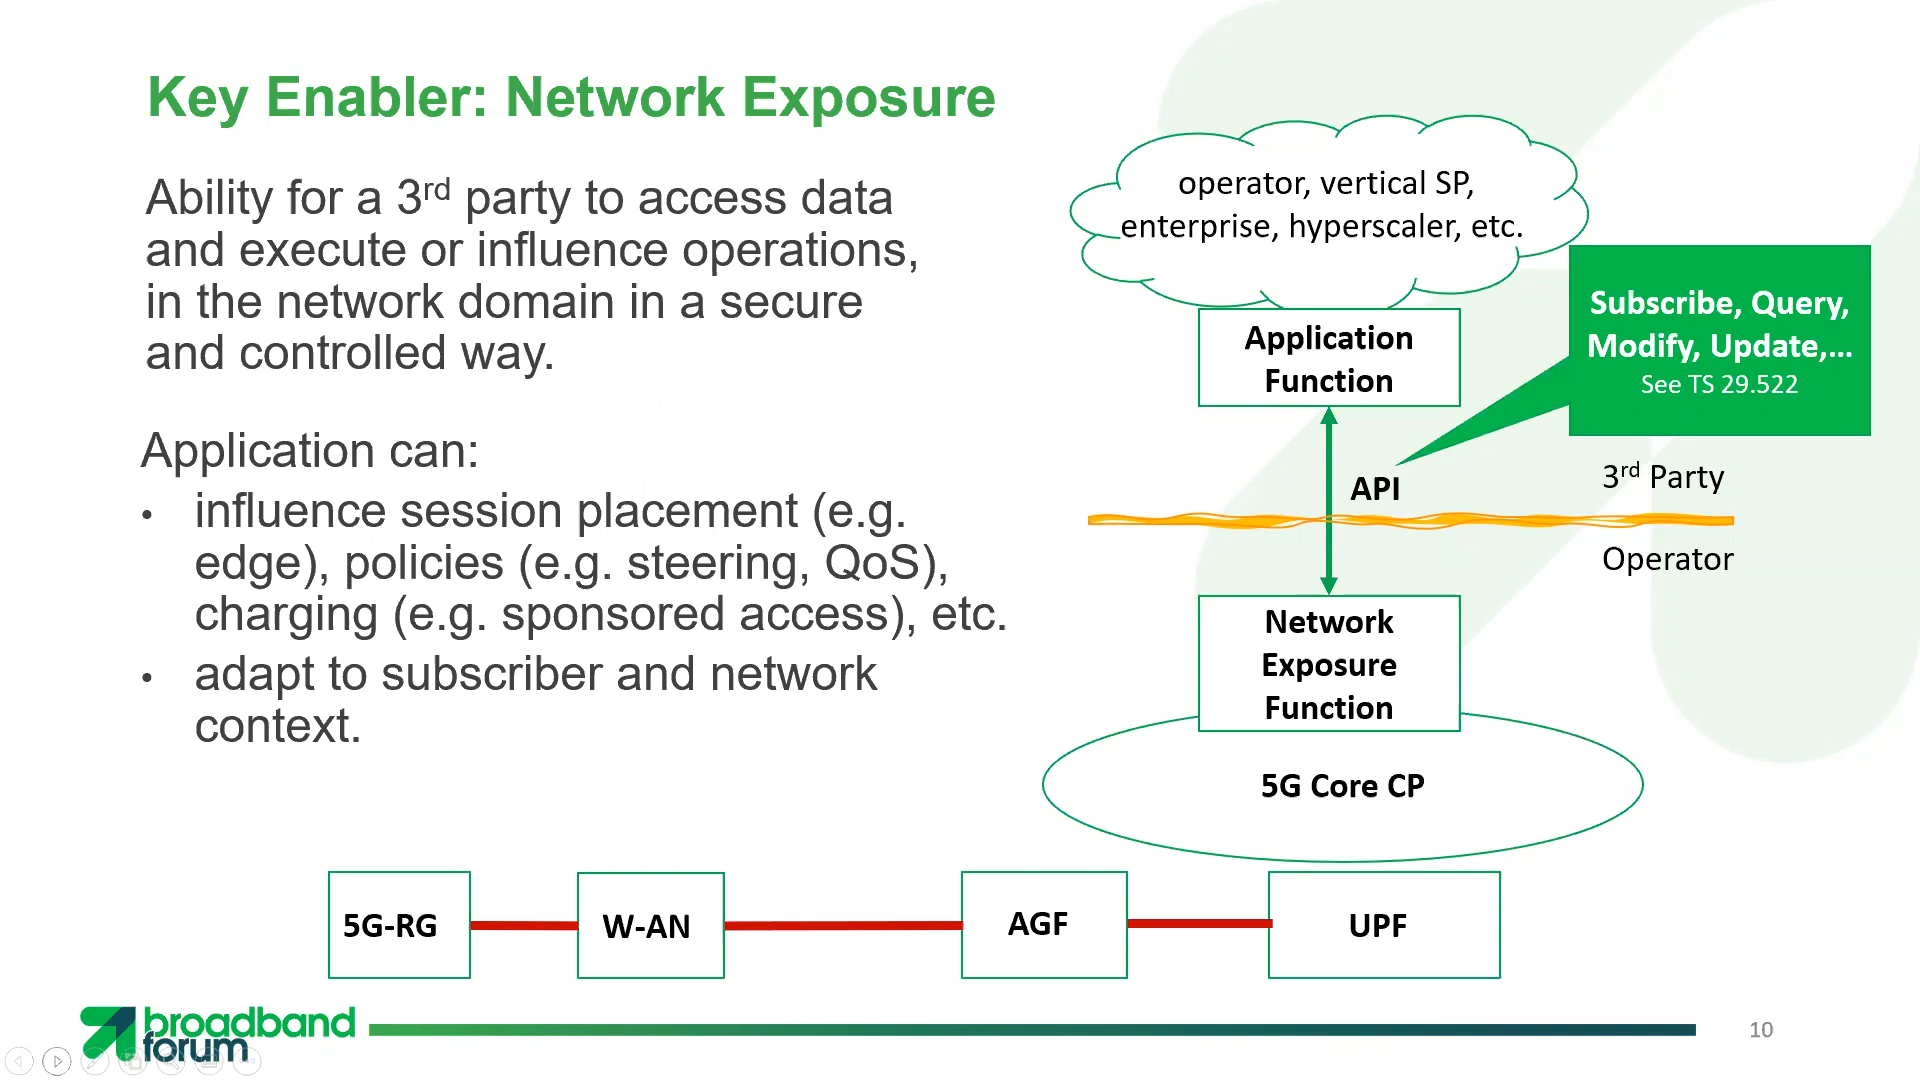 Key Enabler: Network Exposure
Ability for a 3rd party to access data
and execute or influence operations,
in the network domain in a secure
and controlled way.
Application can:
• influence session placement (e.g.
edge), policies (e.g. steering, QoS),
charging (e.g. sponsored access), etc.
• adapt to subscriber and network
context.
operator, vertical SP,
enterprise, hyperscaler, etc.
Application
Function
Subscribe, Query,
Modify, Update,...
See TS 29.522
API
3rd Party
Operator
Network
Exposure
Function
5G Core CP
5G-RG
W-AN
AGF
UPF
broadband
forum
10